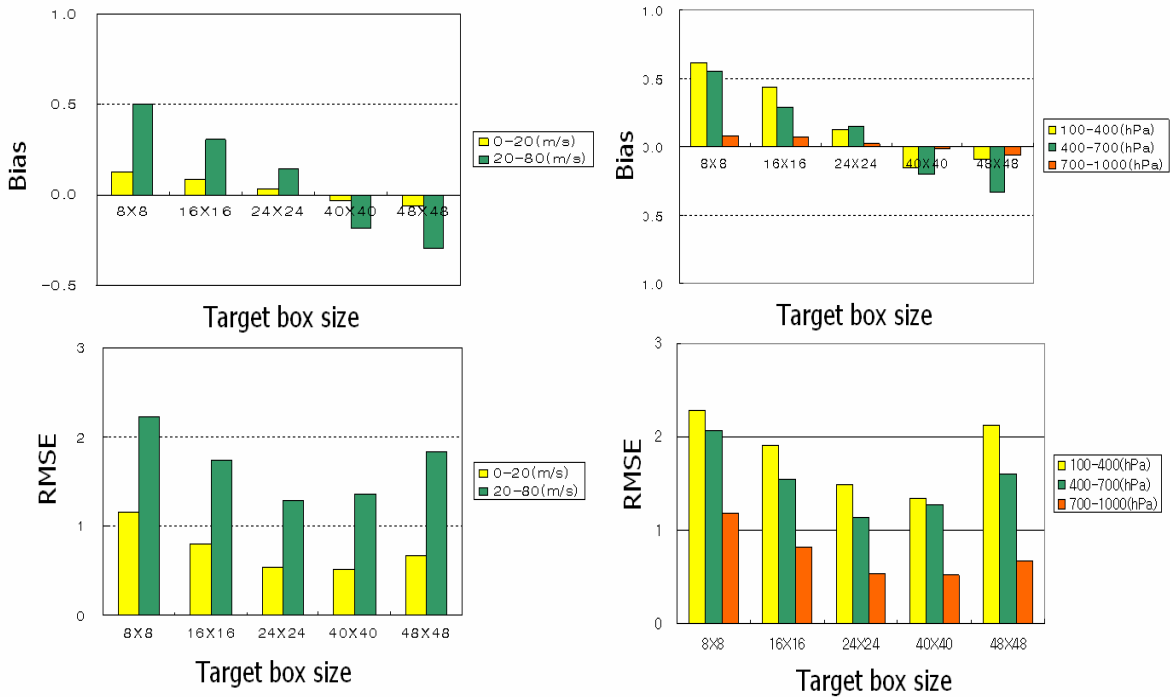 1.0
0.5
0.0
-0.5
Bias
8X8 16X16 24X24 40X40 48X48
Target box size
0-20(m/s)
20-80(m/s)
1.0
0.5
0.0
0.5
1.0
Bias
8X8 16X16 24X24 40X40 48X48
Target box size
100-400(hPa)
400-700(hPa)
700-1000(hPa)
3
2
1
0
RMSE
8X8 16X16 24X24 40X40 48X48
Target box size
0-20(m/s)
20-80(m/s)
3
2
1
0
RMSE
8X8 16X16 24X24 40X40 48X48
Target box size
100-400(hPa)
400-700(hPa)
700-1000(hPa)